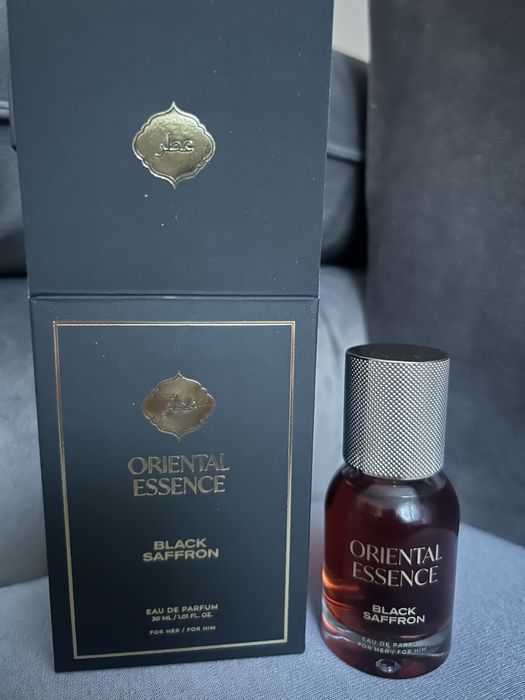 عطر
عطر
ORIENTAL
ESSENCE
BLACK
SAFFRON
EAU DE PARFUM
30 ML / 1.01 FL. OZ.
FOR HER / FOR HIM
ORIENTAL
ESSENCE
BLACK
SAFFRON
EAU DE PARFUM
FOR HER / FOR HIM